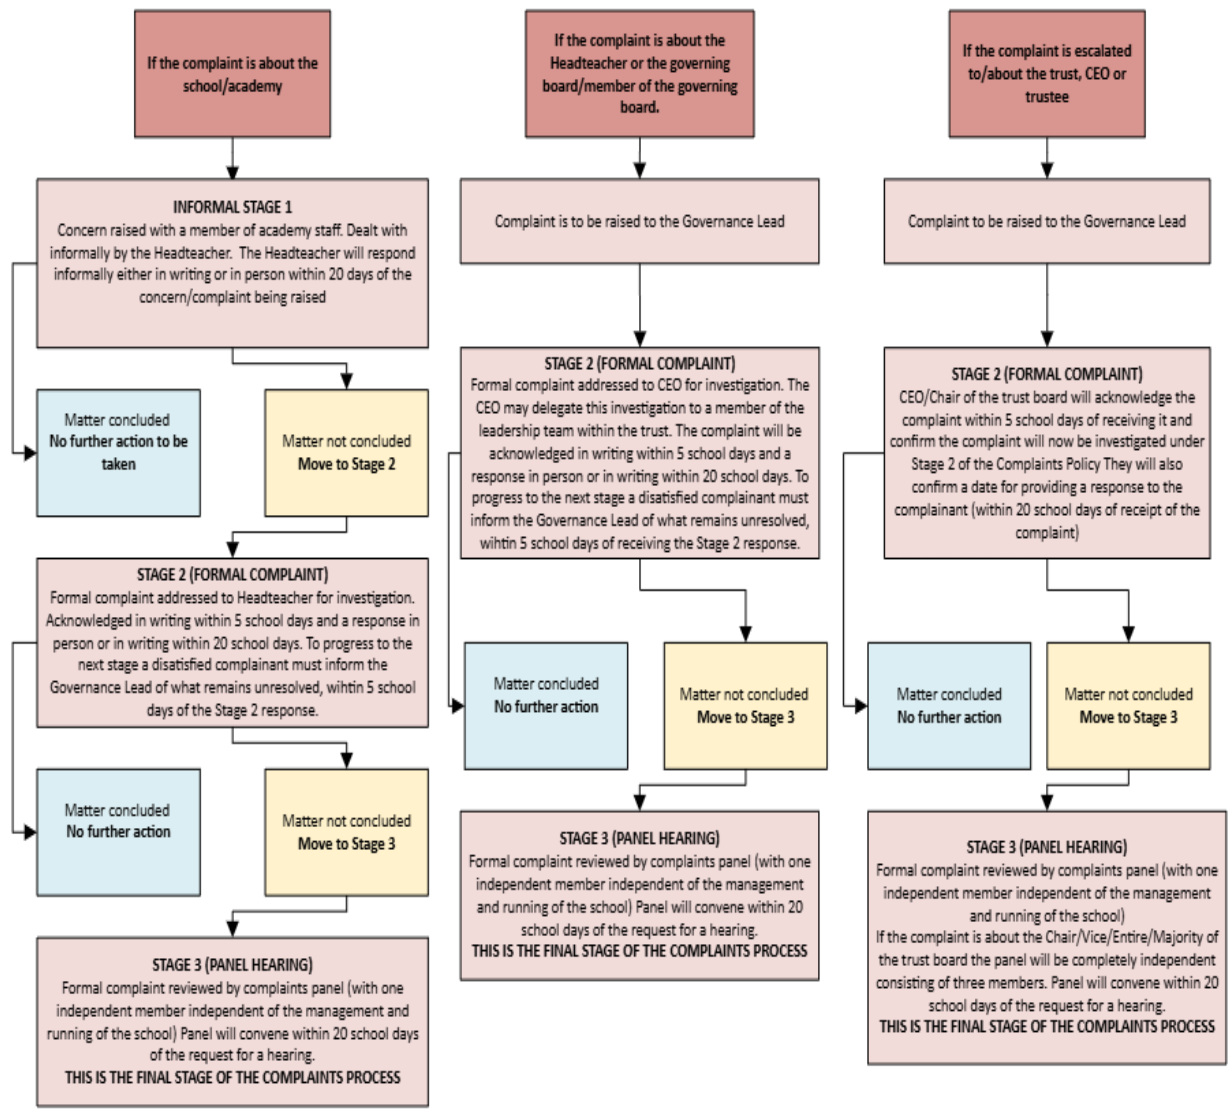 If the complaint is about the
school/academy
INFORMAL STAGE 1
Concern raised with a member of academy staff. Dealt with
informally by the Headteacher. The Headteacher will respond
informally either in writing or in person within 20 days of the
concern/complaint being raised
Matter concluded
No further action to be
taken
Matter not concluded
Move to Stage 2
STAGE 2 (FORMAL COMPLAINT)
Formal complaint addressed to Headteacher for investigation.
Acknowledged in writing within 5 school days and a response in
person or in writing within 20 school days. To progress to the
next stage a disatisfied complainant must inform the
Governance Lead of what remains unresolved, wihtin 5 school
days of the Stage 2 response.
Matter concluded
No further action
Matter not concluded
Move to Stage 3
STAGE 3 (PANEL HEARING)
Formal complaint reviewed by complaints panel (with one
independent member independent of the management and
running of the school) Panel will convene within 20 school days
of the request for a hearing.
THIS IS THE FINAL STAGE OF THE COMPLAINTS PROCESS
If the complaint is about the
Headteacher or the governing
board/member of the governing
board.
Complaint is to be raised to the Governance Lead
STAGE 2 (FORMAL COMPLAINT)
Formal complaint addressed to CEO for investigation. The
CEO may delegate this investigation to a member of the
leadership team within the trust. The complaint will be
acknowledged in writing within 5 school days and a
response in person or in writing within 20 school days. To
progress to the next stage a disatisfied complainant must
inform the Governance Lead of what remains unresolved,
wihtin 5 school days of receiving the Stage 2 response.
Matter concluded
No further action
Matter not concluded
Move to Stage 3
STAGE 3 (PANEL HEARING)
Formal complaint reviewed by complaints panel (with one
independent member independent of the management
and running of the school) Panel will convene within 20
school days of the request for a hearing.
THIS IS THE FINAL STAGE OF THE COMPLAINTS PROCESS
If the complaint is escalated
to/about the trust, CEO or
trustee
Complaint to be raised to the Governance Lead
STAGE 2 (FORMAL COMPLAINT)
CEO/Chair of the trust board will acknowledge the
complaint within 5 school days of receiving it and
confirm the complaint will now be investigated under
Stage 2 of the Complaints Policy They will also
confirm a date for providing a response to the
complainant (within 20 school days of receipt of the
complaint)
Matter concluded
No further action
Matter not concluded
Move to Stage 3
STAGE 3 (PANEL HEARING)
Formal complaint reviewed by complaints panel (with one
independent member independent of the management
and running of the school)
If the complaint is about the Chair/Vice/Entire/Majority of
the trust board the panel will be completely independent
consisting of three members. Panel will convene within 20
school days of the request for a hearing.
THIS IS THE FINAL STAGE OF THE COMPLAINTS PROCESS